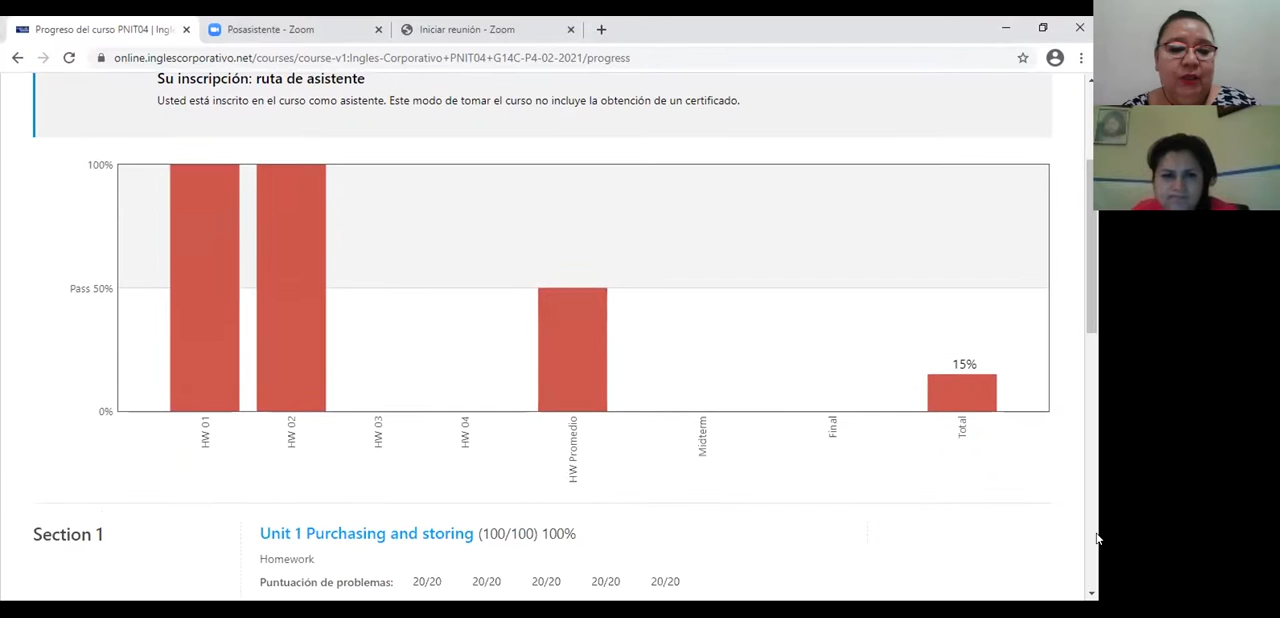 Progreso del curso PNIT04 | Ingl
Posasistente - Zoom
Iniciar reunión - Zoom
online.inglescorporativo.net/courses/course-v1:Ingles-Corporativo+PNIT04+G14C-P4-02-2021/progress
Su inscripción: ruta de asistente
Usted está inscrito en el curso como asistente. Este modo de tomar el curso no incluye la obtención de un certificado.
100%
Pass 50%
0%
15%
HW 01
HW 02
HW 03
HW 04
HW Promedio
Midterm
Final
Total
Section 1
Unit 1 Purchasing and storing (100/100) 100%
Homework
Puntuación de problemas: 20/20 20/20 20/20 20/20 20/20